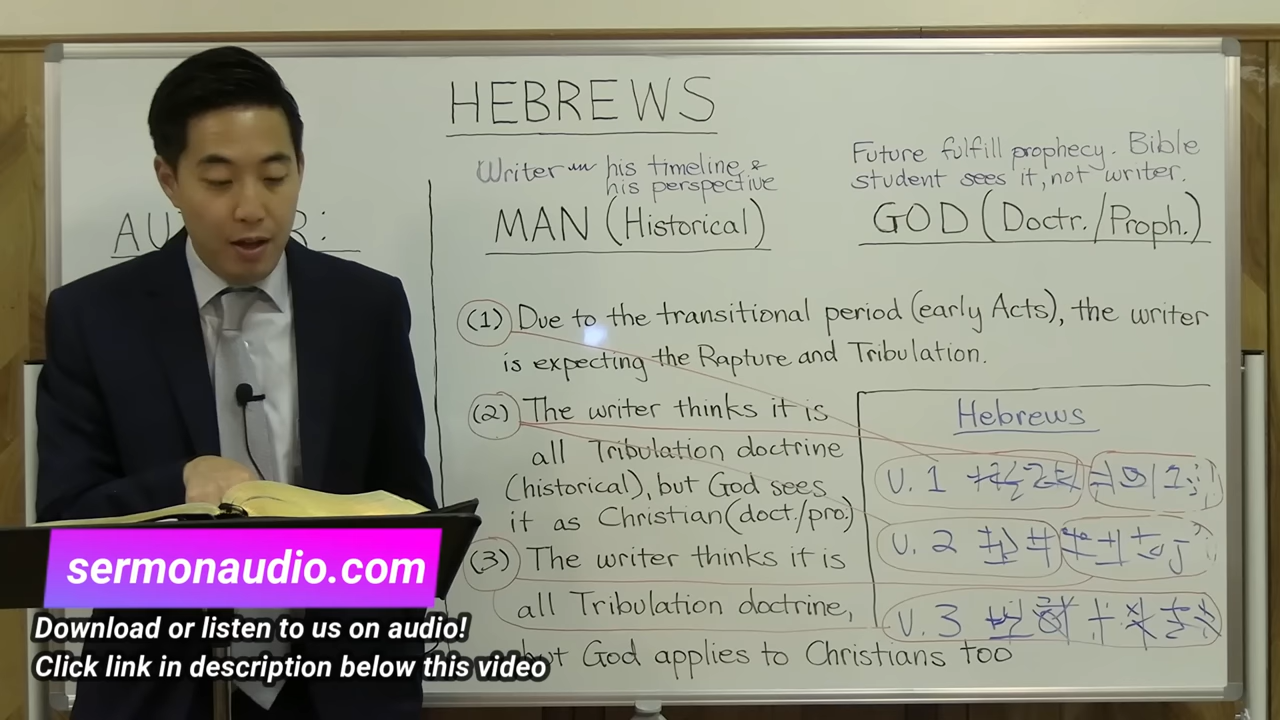 HEBREWS
Writer in his timeline &
his perspective
MAN (Historical)
Future fulfill prophecy. Bible
student sees it, not writer.
GOD (Doctr./Proph.)
(1) Due to the transitional period (early Acts), the writer
is expecting the Rapture and Tribulation.
(2) The writer thinks it is
all Tribulation doctrine
(historical), but God sees
it as Christian (doct./pro.)
(3) The writer thinks it is
all Tribulation doctrine,
God applies to Christians too
Hebrews
V. 1
V. 2
V. 3
sermonaudio.com
Download or listen to us on audio!
Click link in description below this video